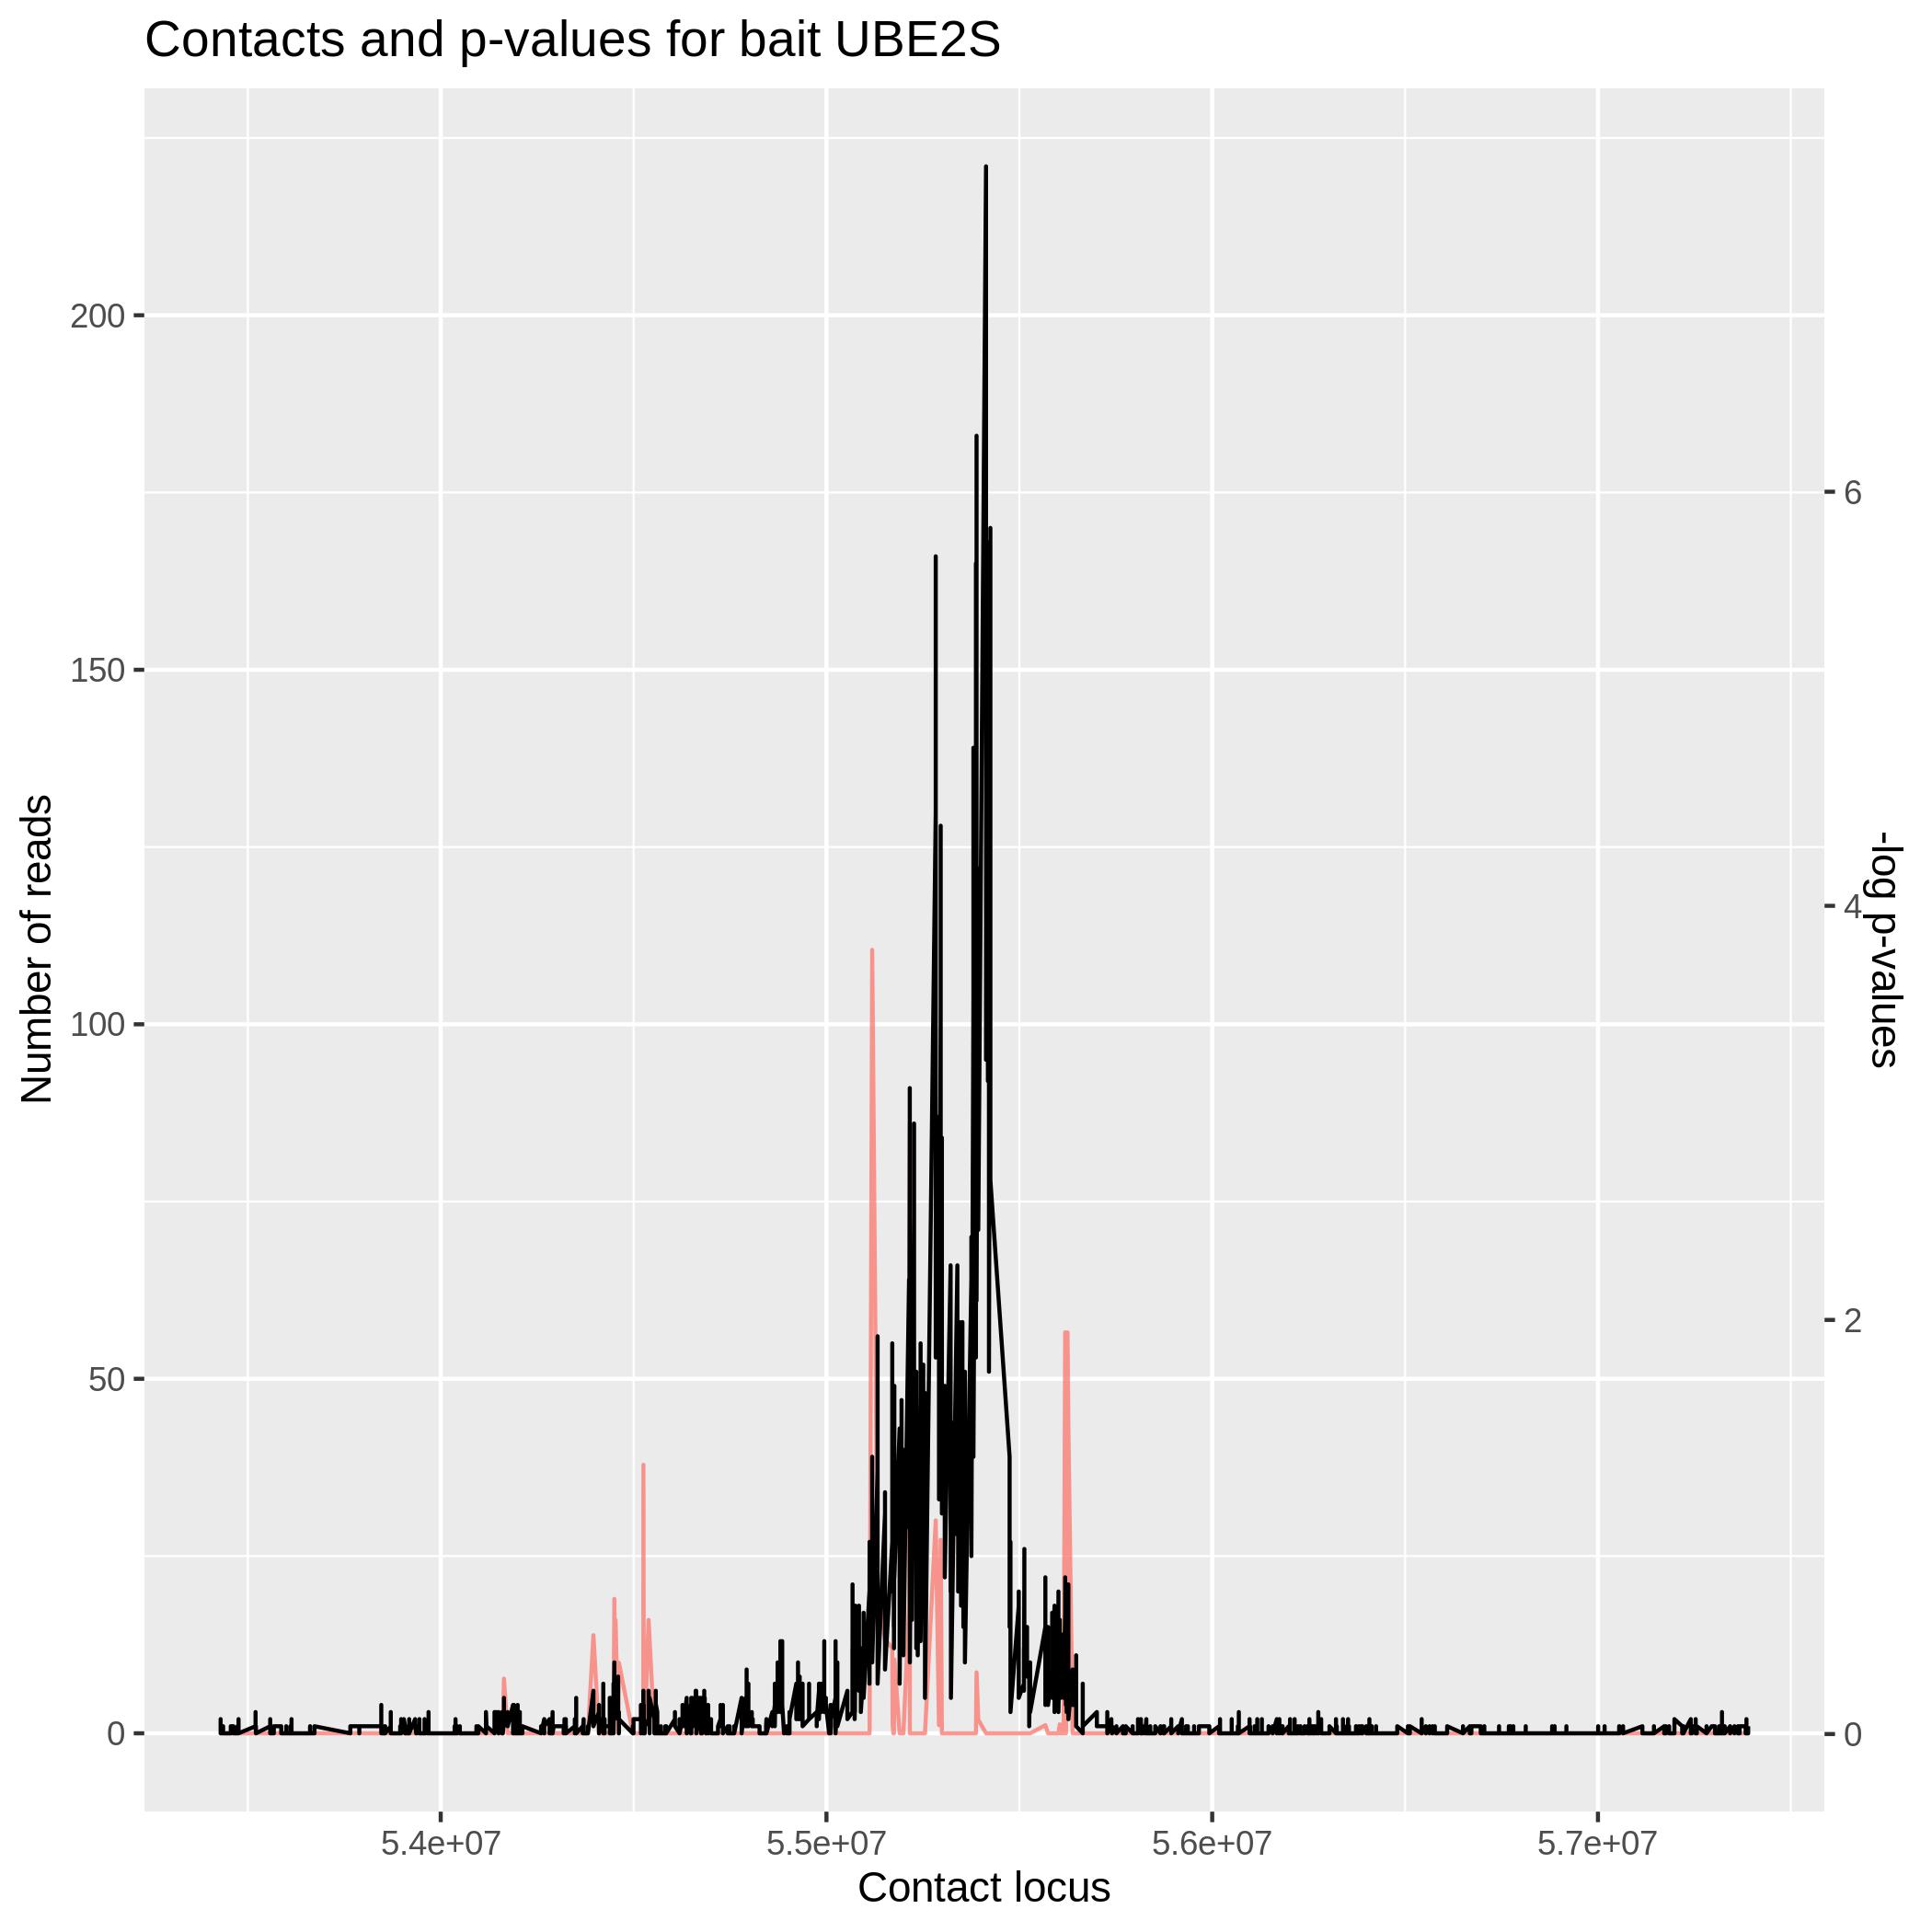 Contacts and p-values for bait UBE2S
Number of reads
200
150
100
50
0
6
4
2
0
-log p-values
5.4e+07
5.5e+07
5.6e+07
5.7e+07
Contact locus